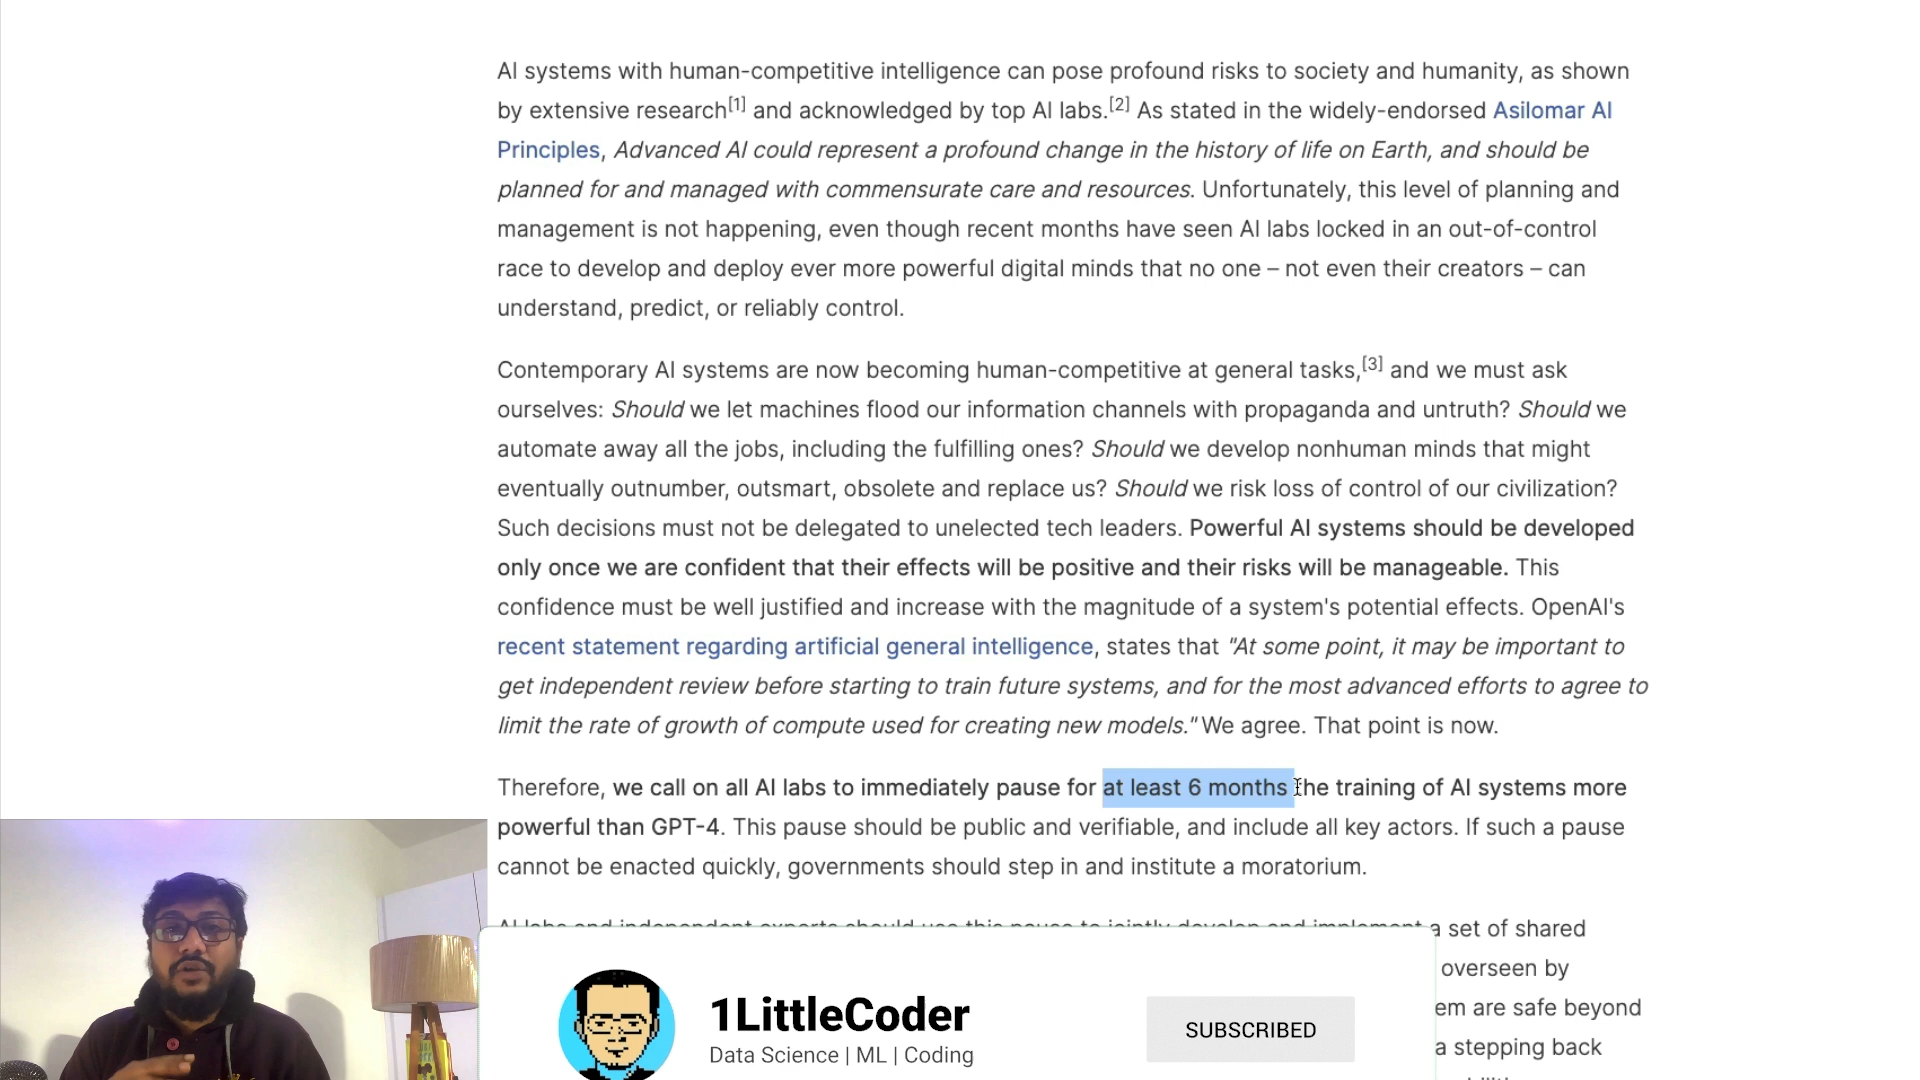 AI systems with human-competitive intelligence can pose profound risks to society and humanity, as shown
by extensive research[1] and acknowledged by top AI labs.[2] As stated in the widely-endorsed Asilomar AI
Principles, Advanced AI could represent a profound change in the history of life on Earth, and should be
planned for and managed with commensurate care and resources. Unfortunately, this level of planning and
management is not happening, even though recent months have seen AI labs locked in an out-of-control
race to develop and deploy ever more powerful digital minds that no one – not even their creators – can
understand, predict, or reliably control.
Contemporary AI systems are now becoming human-competitive at general tasks,[3] and we must ask
ourselves: Should we let machines flood our information channels with propaganda and untruth? Should we
automate away all the jobs, including the fulfilling ones? Should we develop nonhuman minds that might
eventually outnumber, outsmart, obsolete and replace us? Should we risk loss of control of our civilization?
Such decisions must not be delegated to unelected tech leaders. Powerful AI systems should be developed
only once we are confident that their effects will be positive and their risks will be manageable. This
confidence must be well justified and increase with the magnitude of a system's potential effects. OpenAI's
recent statement regarding artificial general intelligence, states that "At some point, it may be important to
get independent review before starting to train future systems, and for the most advanced efforts to agree to
limit the rate of growth of compute used for creating new models." We agree. That point is now.
Therefore, we call on all AI labs to immediately pause for at least 6 months the training of AI systems more
powerful than GPT-4. This pause should be public and verifiable, and include all key actors. If such a pause
cannot be enacted quickly, governments should step in and institute a moratorium.
AI labs and independent experts should use this pause to jointly develop and implement a set of shared
overseen by
em are safe beyond
a stepping back
1LittleCoder
Data Science | ML | Coding
SUBSCRIBED